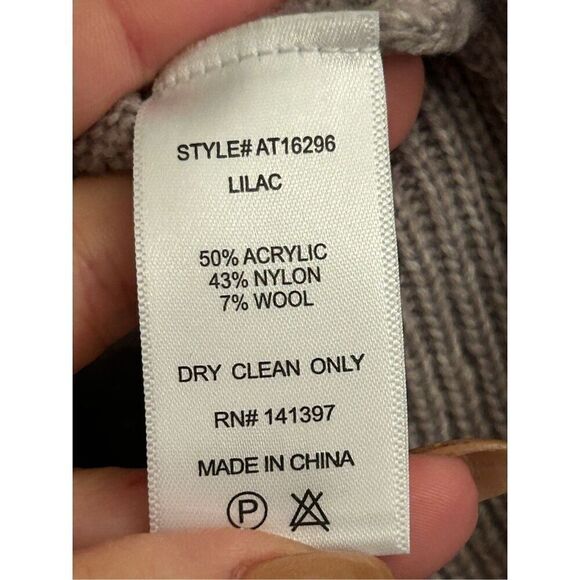 STYLE# AT16296
LILAC
50% ACRYLIC
43% NYLON
7% WOOL
DRY CLEAN ONLY
RN# 141397
MADE IN CHINA
P